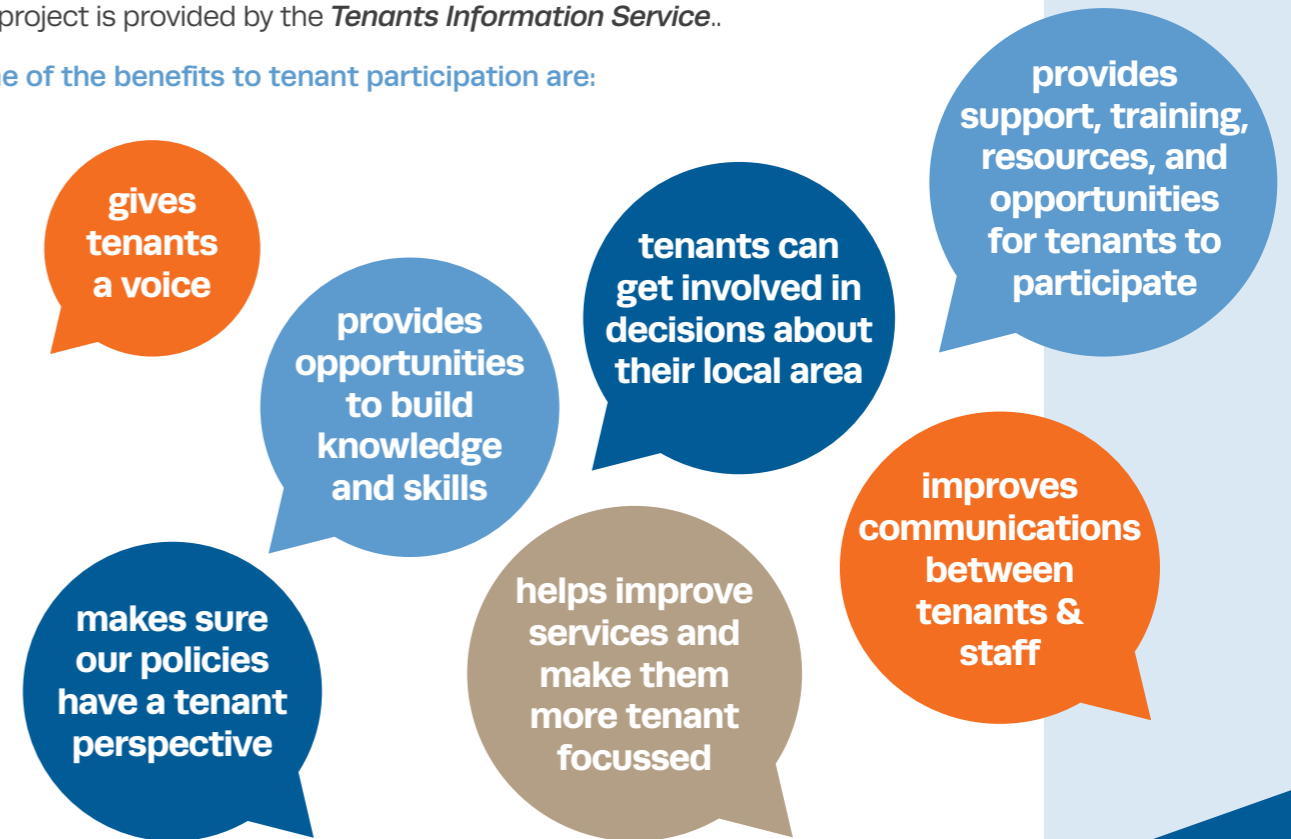 project is provided by the Tenants Information Service..
of the benefits to tenant participation are:
gives
tenants
a voice
provides
opportunities
to build
knowledge
and skills
tenants can
get involved in
decisions about
their local area
provides
support, training,
resources, and
opportunities
for tenants to
participate
makes sure
our policies
have a tenant
perspective
helps improve
services and
make them
more tenant
focussed
improves
communications
between
tenants &
staff